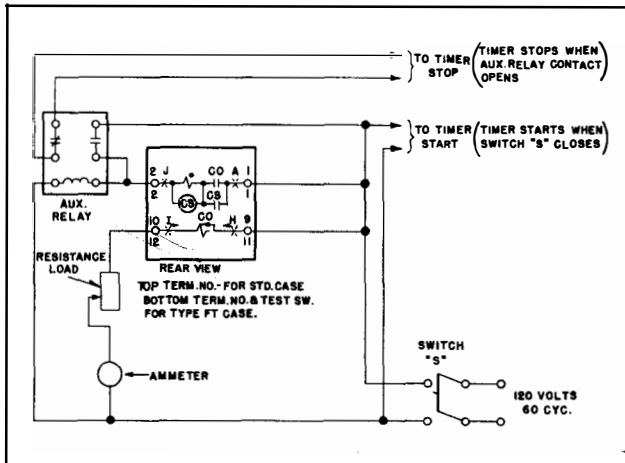 TO TIMER STOP (TIMER STOPS WHEN AUX. RELAY CONTACT OPENS)
TO TIMER START (TIMER STARTS WHEN SWITCH "S" CLOSES)
AUX.
RELAY
2 J CO A 1
2 CS CS 1
10 I CO H 9
12 11
REAR VIEW
RESISTANCE
LOAD
TOP TERM. NO.- FOR STD. CASE
BOTTOM TERM. NO. & TEST SW.
FOR TYPE FT CASE.
AMMETER
SWITCH
"S"
120 VOLTS
60 CYC.